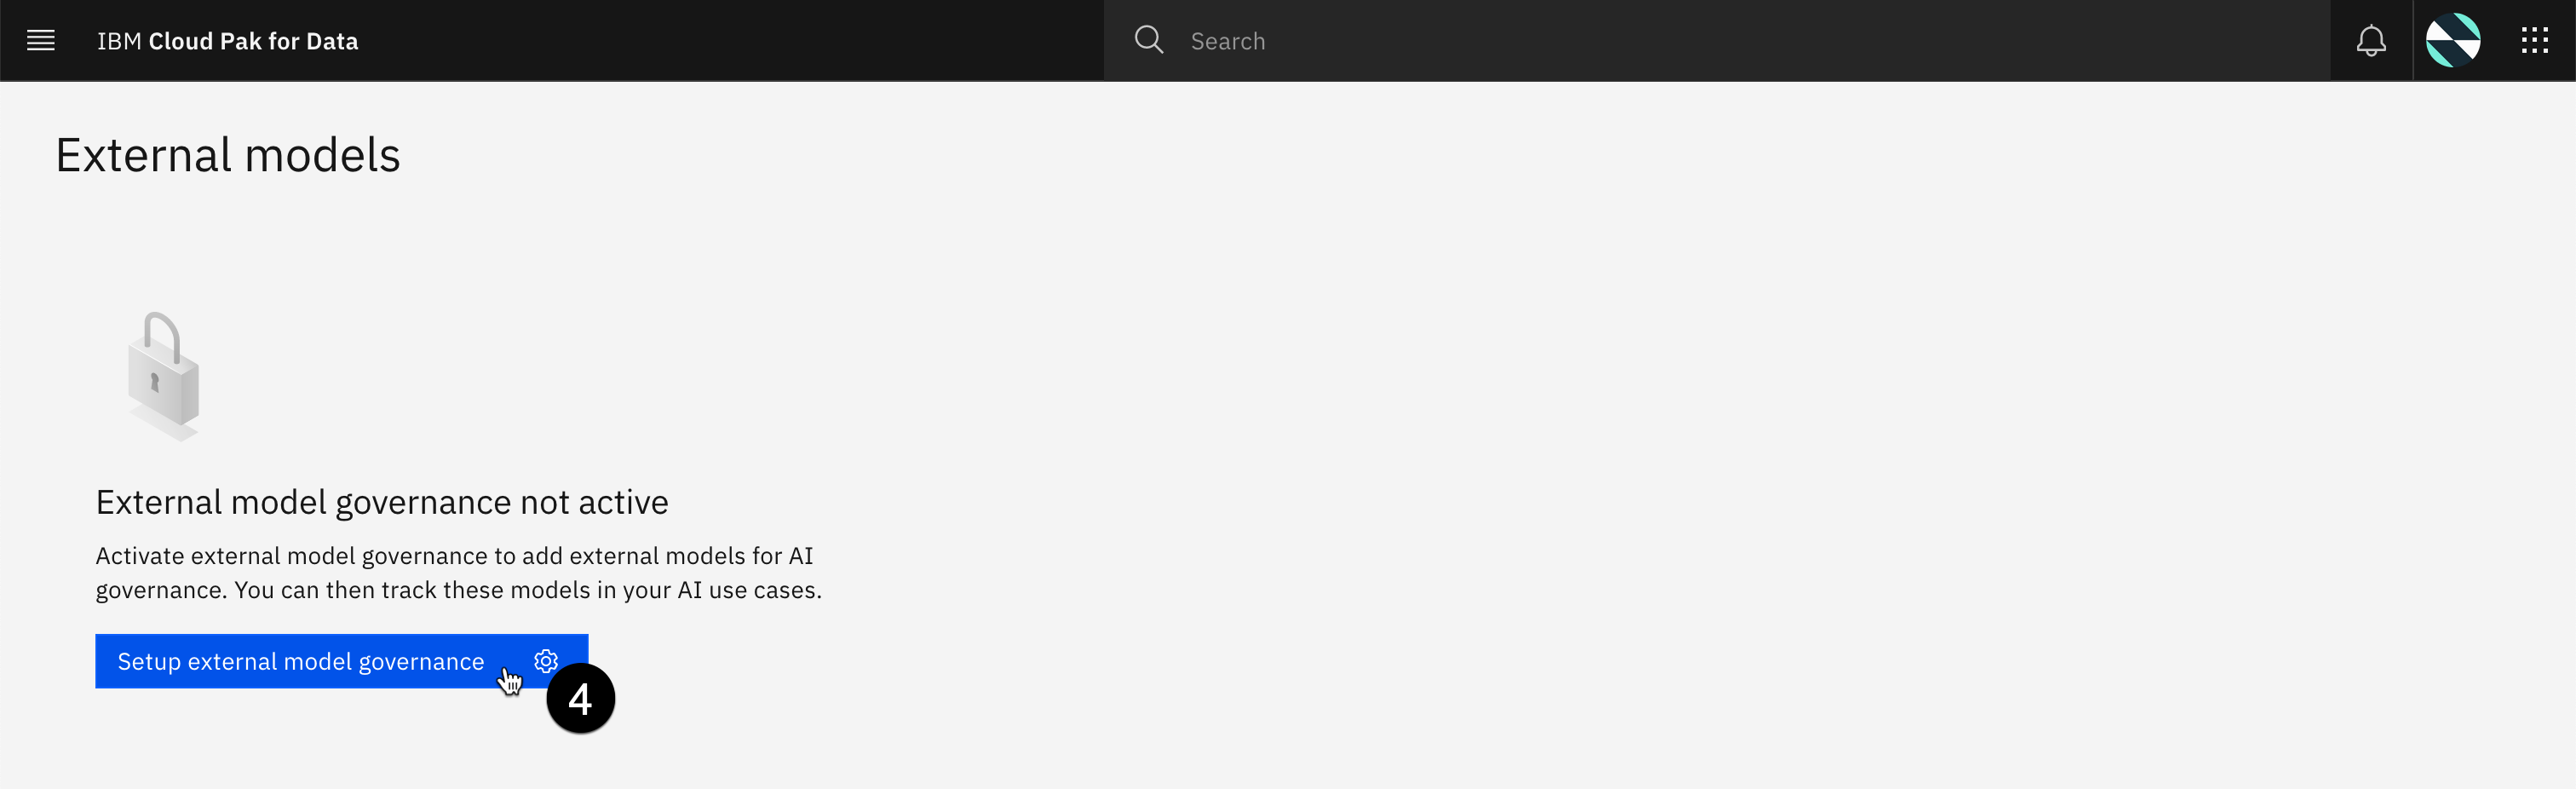 IBM Cloud Pak for Data
Search
External models
External model governance not active
Activate external model governance to add external models for AI
governance. You can then track these models in your AI use cases.
Setup external model governance
4